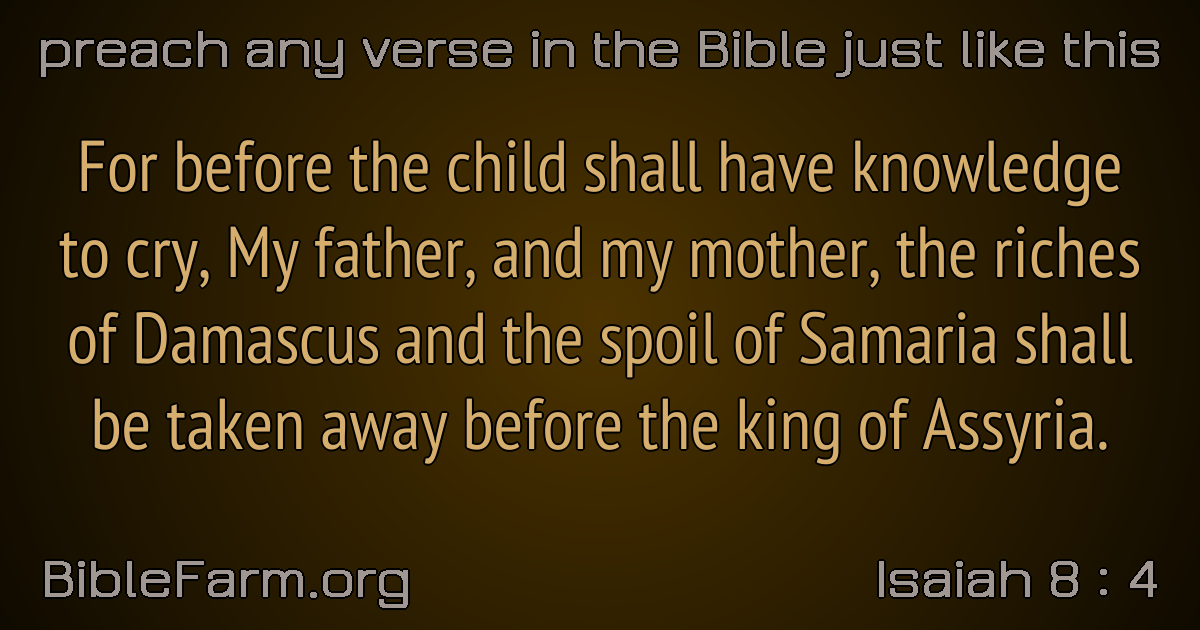 preach any verse in the Bible just like this
For before the child shall have knowledge
to cry, My father, and my mother, the riches
of Damascus and the spoil of Samaria shall
be taken away before the king of Assyria.
BibleFarm.org
Isaiah 8 : 4